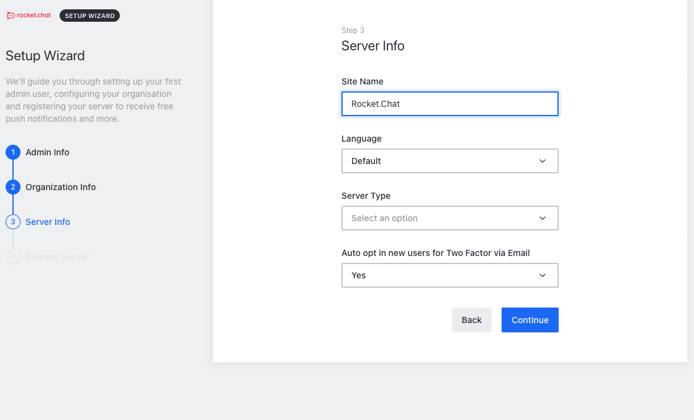 rocket.chat
SETUP WIZARD
Setup Wizard
We'll guide you through setting up your first
admin user, configuring your organisation
and registering your server to receive free
push notifications and more.
1 Admin Info
2 Organization Info
3 Server Info
4 Register Server
Step 3
Server Info
Site Name
Rocket.Chat
Language
Default
Server Type
Select an option
Auto opt in new users for Two Factor via Email
Yes
Back Continue